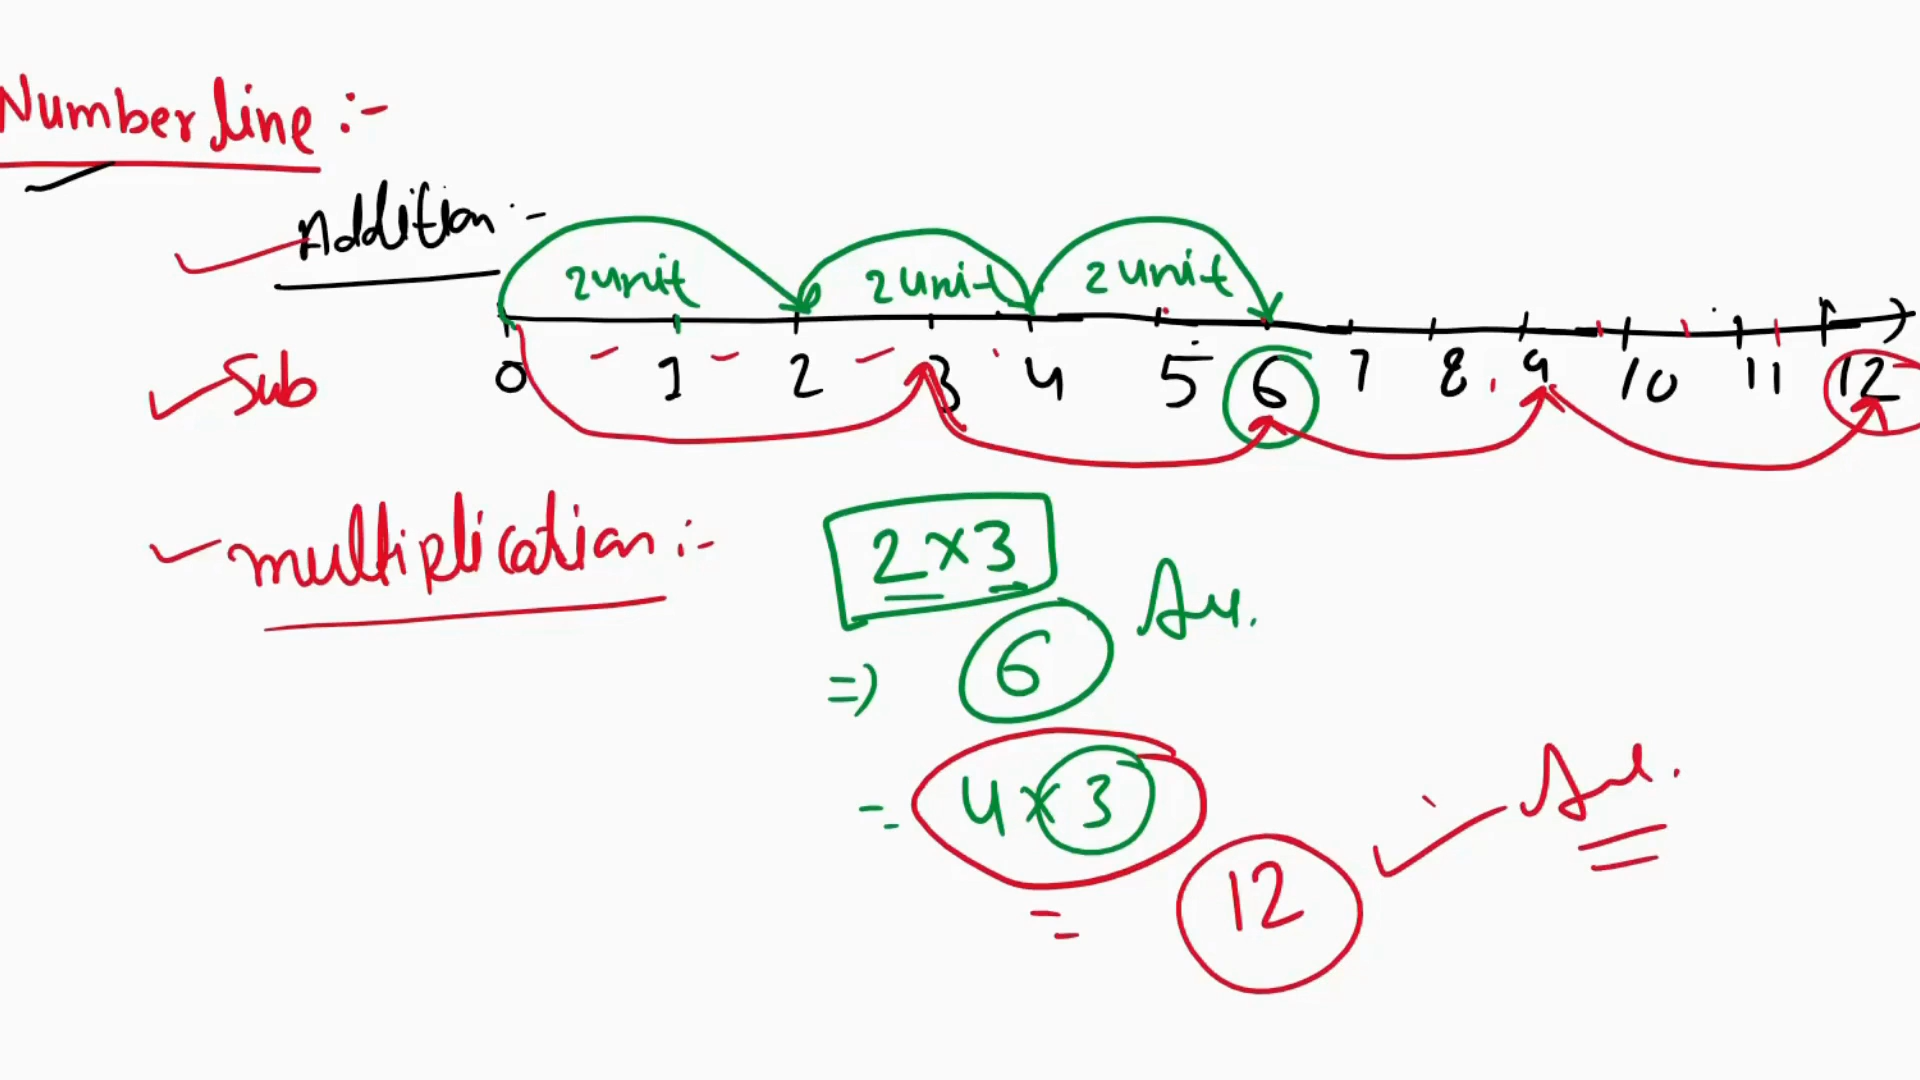 Number line :-
Addition :-
2 unit 2 unit 2 unit
0 1 2 3 4 5 6 7 8 9 10 11 12
Sub
multiplication :-
2 × 3
Ans.
=> 6
= 4 × 3
Ans.
= 12